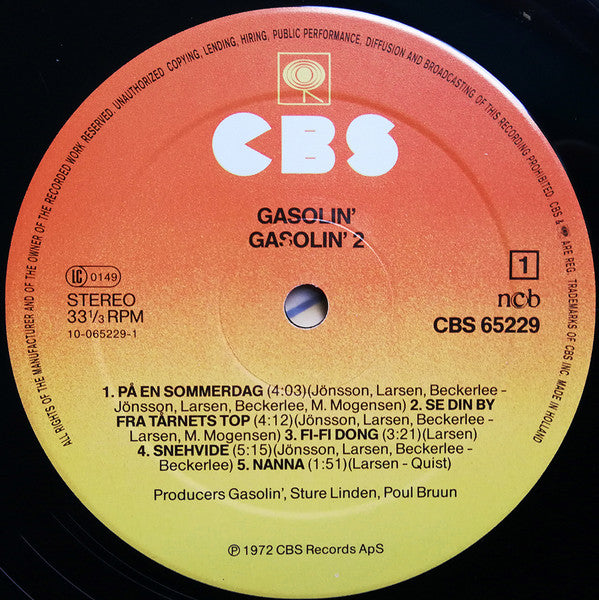 ALL RIGHTS OF THE MANUFACTURER AND OF THE OWNER OF THE RECORDED WORK RESERVED. UNAUTHORIZED COPYING, LENDING, HIRING, PUBLIC PERFORMANCE, DIFFUSION AND BROADCASTING OF THIS RECORDING PROHIBITED. CBS & ARE REG. TRADEMARKS OF CBS INC. MADE IN HOLLAND
CBS
GASOLIN'
GASOLIN' 2
LC 0149
1
STEREO
33 1/3 RPM
10-065229-1
ncb
CBS 65229
1. PÅ EN SOMMERDAG (4:03)(Jönsson, Larsen, Beckerlee -
Jönsson, Larsen, Beckerlee, M. Mogensen) 2. SE DIN BY
FRA TÅRNETS TOP (4:12)(Jönsson, Larsen, Beckerlee -
Larsen, M. Mogensen) 3. FI-FI DONG (3:21)(Larsen)
4. SNEHVIDE (5:15)(Jönsson, Larsen, Beckerlee -
Beckerlee) 5. NANNA (1:51)(Larsen - Quist)
Producers Gasolin', Sture Linden, Poul Bruun
℗ 1972 CBS Records ApS